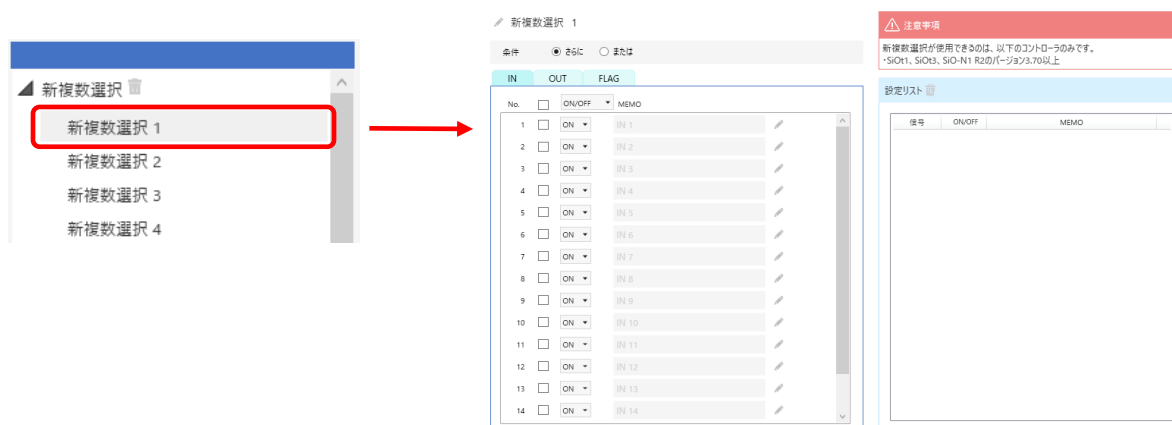 新複数選択
新複数選択 1
新複数選択 2
新複数選択 3
新複数選択 4
新複数選択 1
条件 さらに または
IN OUT FLAG
No. ON/OFF MEMO
1 ON IN 1
2 ON IN 2
3 ON IN 3
4 ON IN 4
5 ON IN 5
6 ON IN 6
7 ON IN 7
8 ON IN 8
9 ON IN 9
10 ON IN 10
11 ON IN 11
12 ON IN 12
13 ON IN 13
14 ON IN 14
注意事項
新複数選択が使用できるのは、以下のコントローラのみです。
・SiOt1、SiOt3、SiO-N1 R2のバージョン3.70以上
設定リスト
信号 ON/OFF MEMO